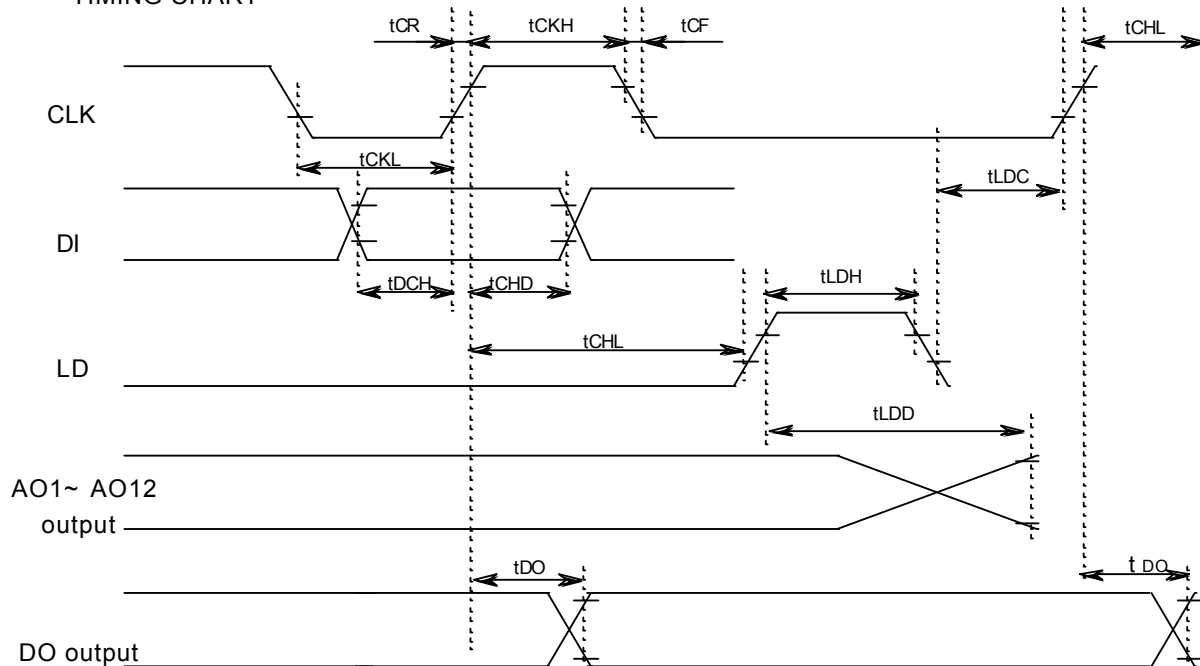 TIMING CHART
tCR tCKH tCF tCHL
CLK
tCKL
tLDC
DI
tDCH tCHD tLDH
tCHL
LD
tLDD
AO1~ AO12
output
tDO t DO
DO output